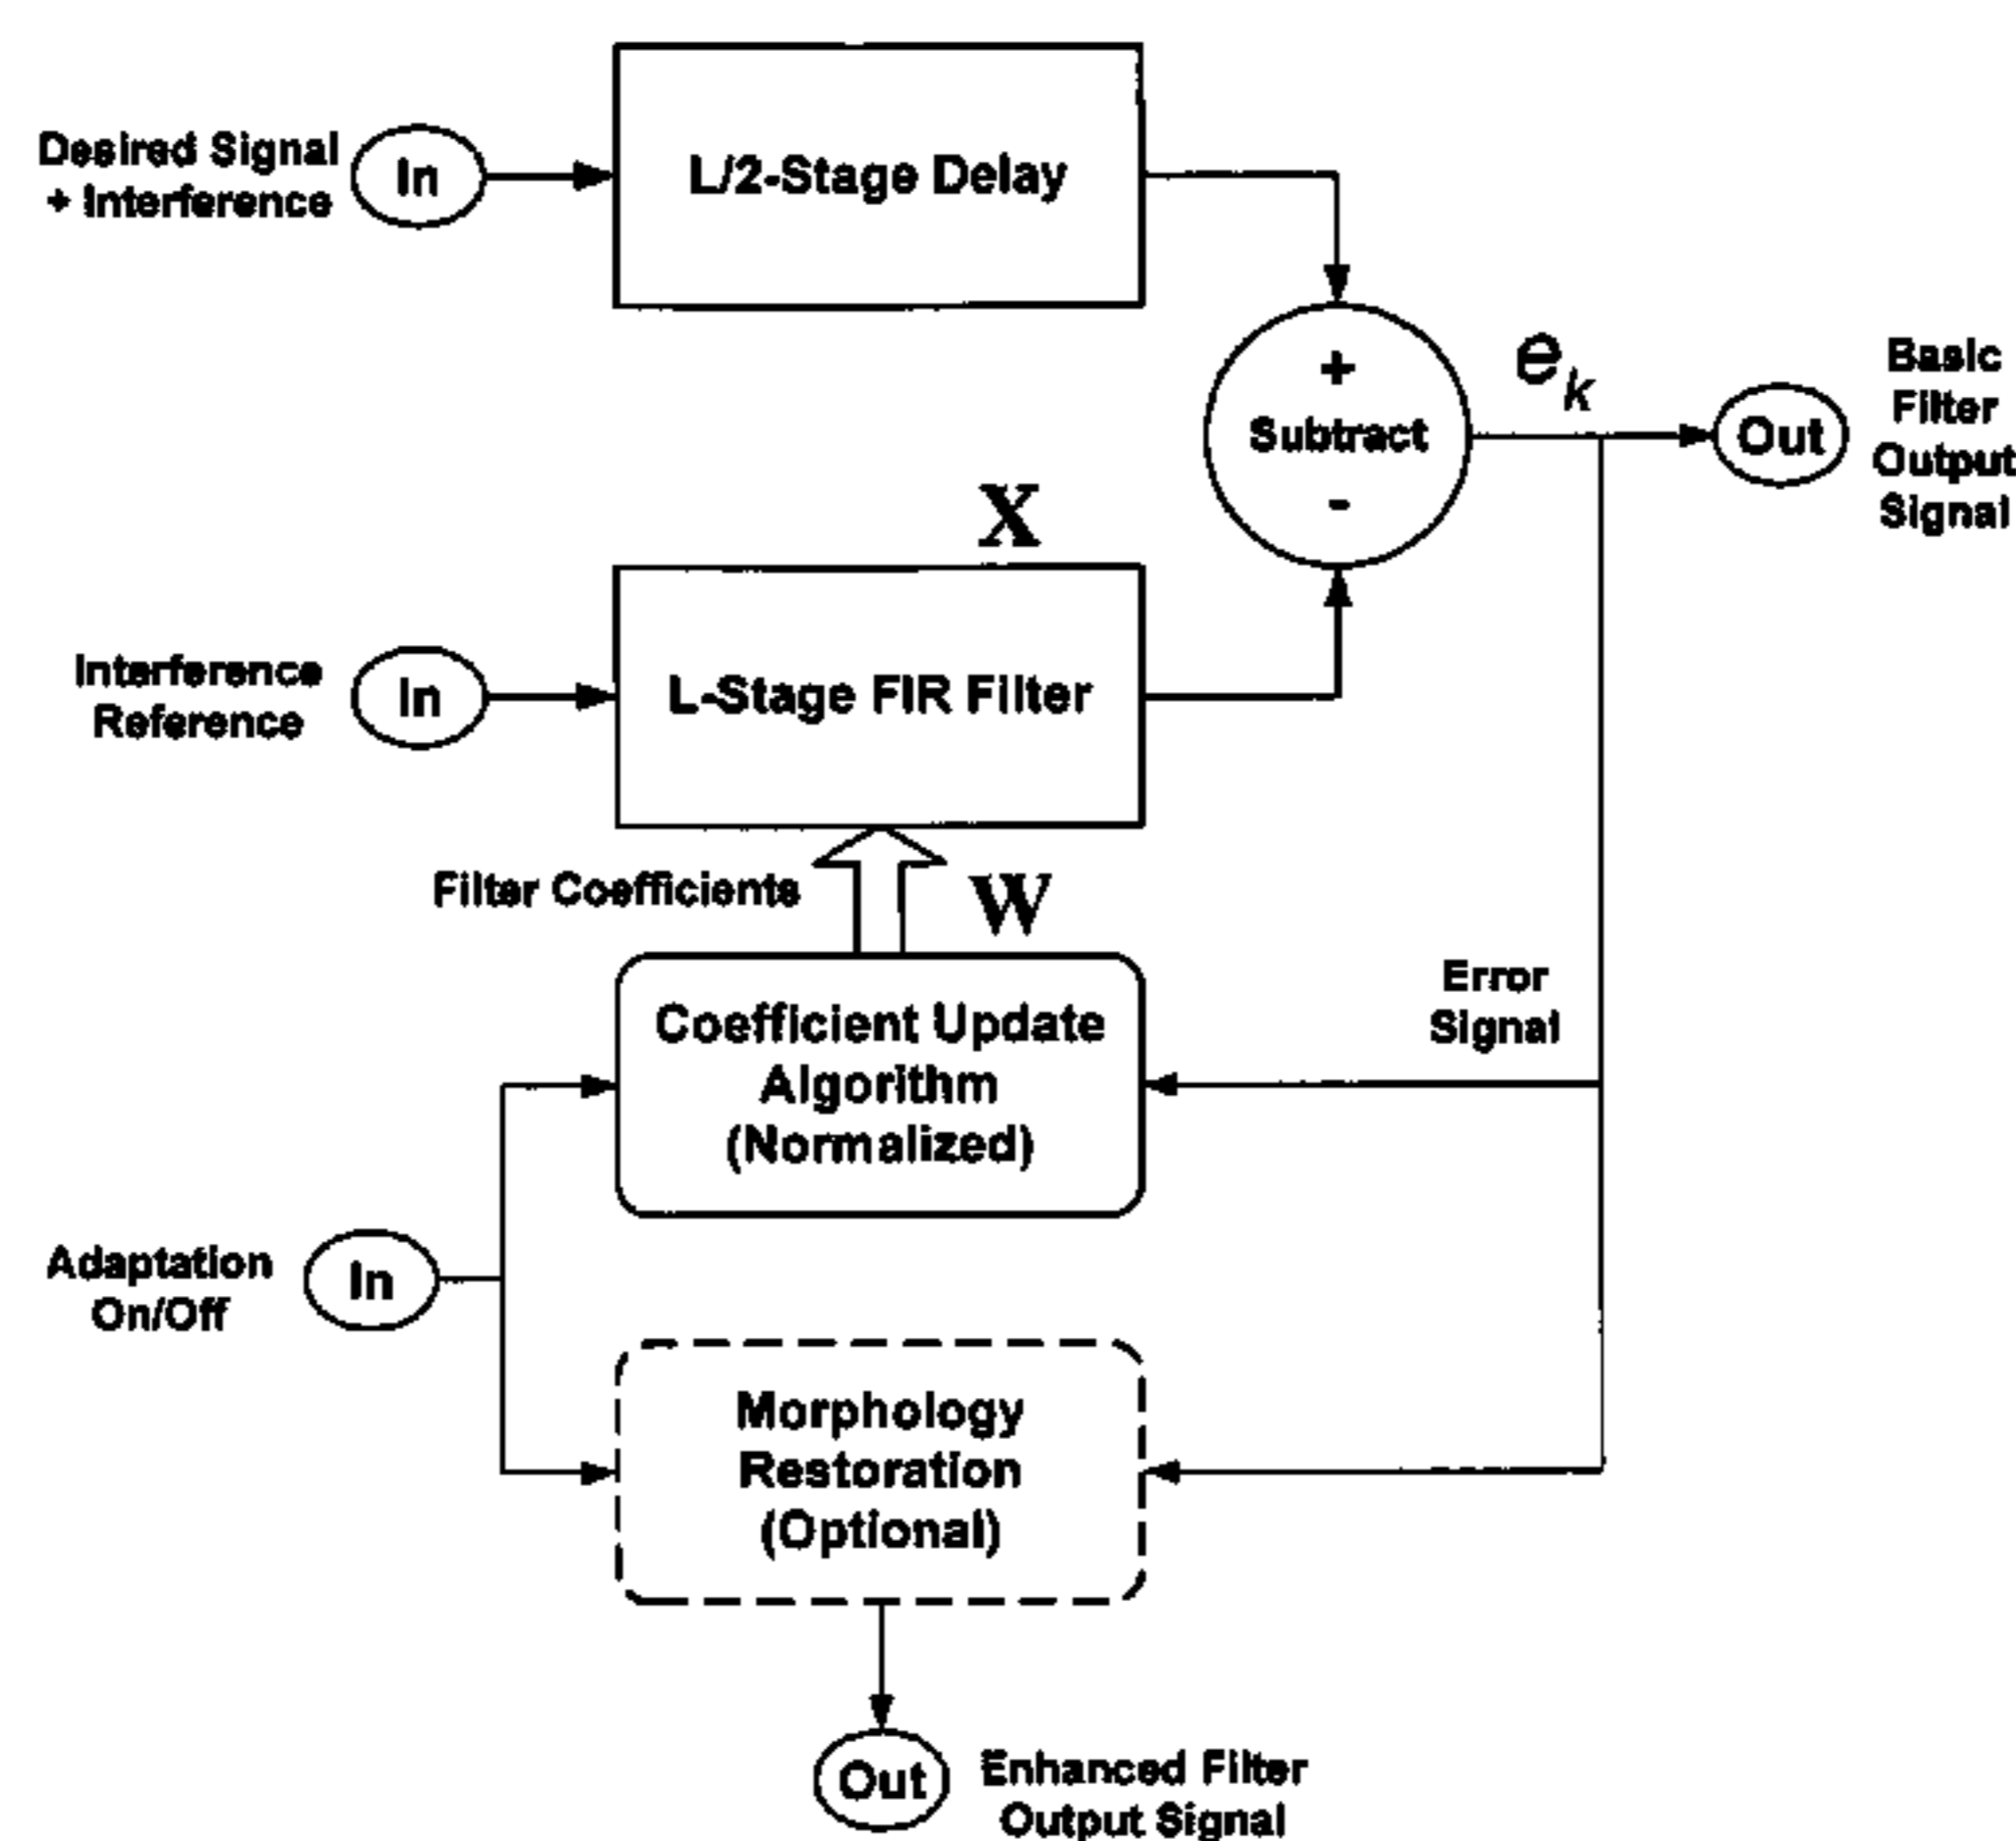 Desired Signal
+ Interference
In
L/2-Stage Delay
+
Subtract
-
e k
Basic
Filter
Output
Signal
Out
X
Interference
Reference
In
L-Stage FIR Filter
Filter Coefficients
W
Coefficient Update
Algorithm
(Normalized)
Error
Signal
Adaptation
On/Off
In
Morphology
Restoration
(Optional)
Out
Enhanced Filter
Output Signal